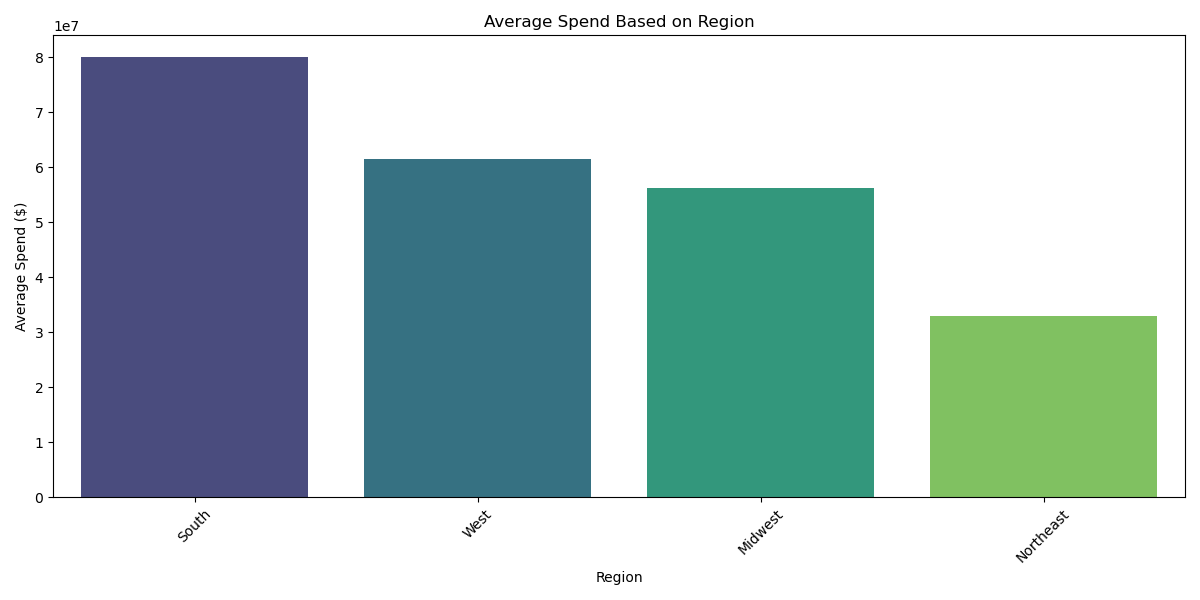 Average Spend Based on Region
1e7
8
7
6
5
4
3
2
1
0
Average Spend ($)
South
West
Midwest
Northeast
Region